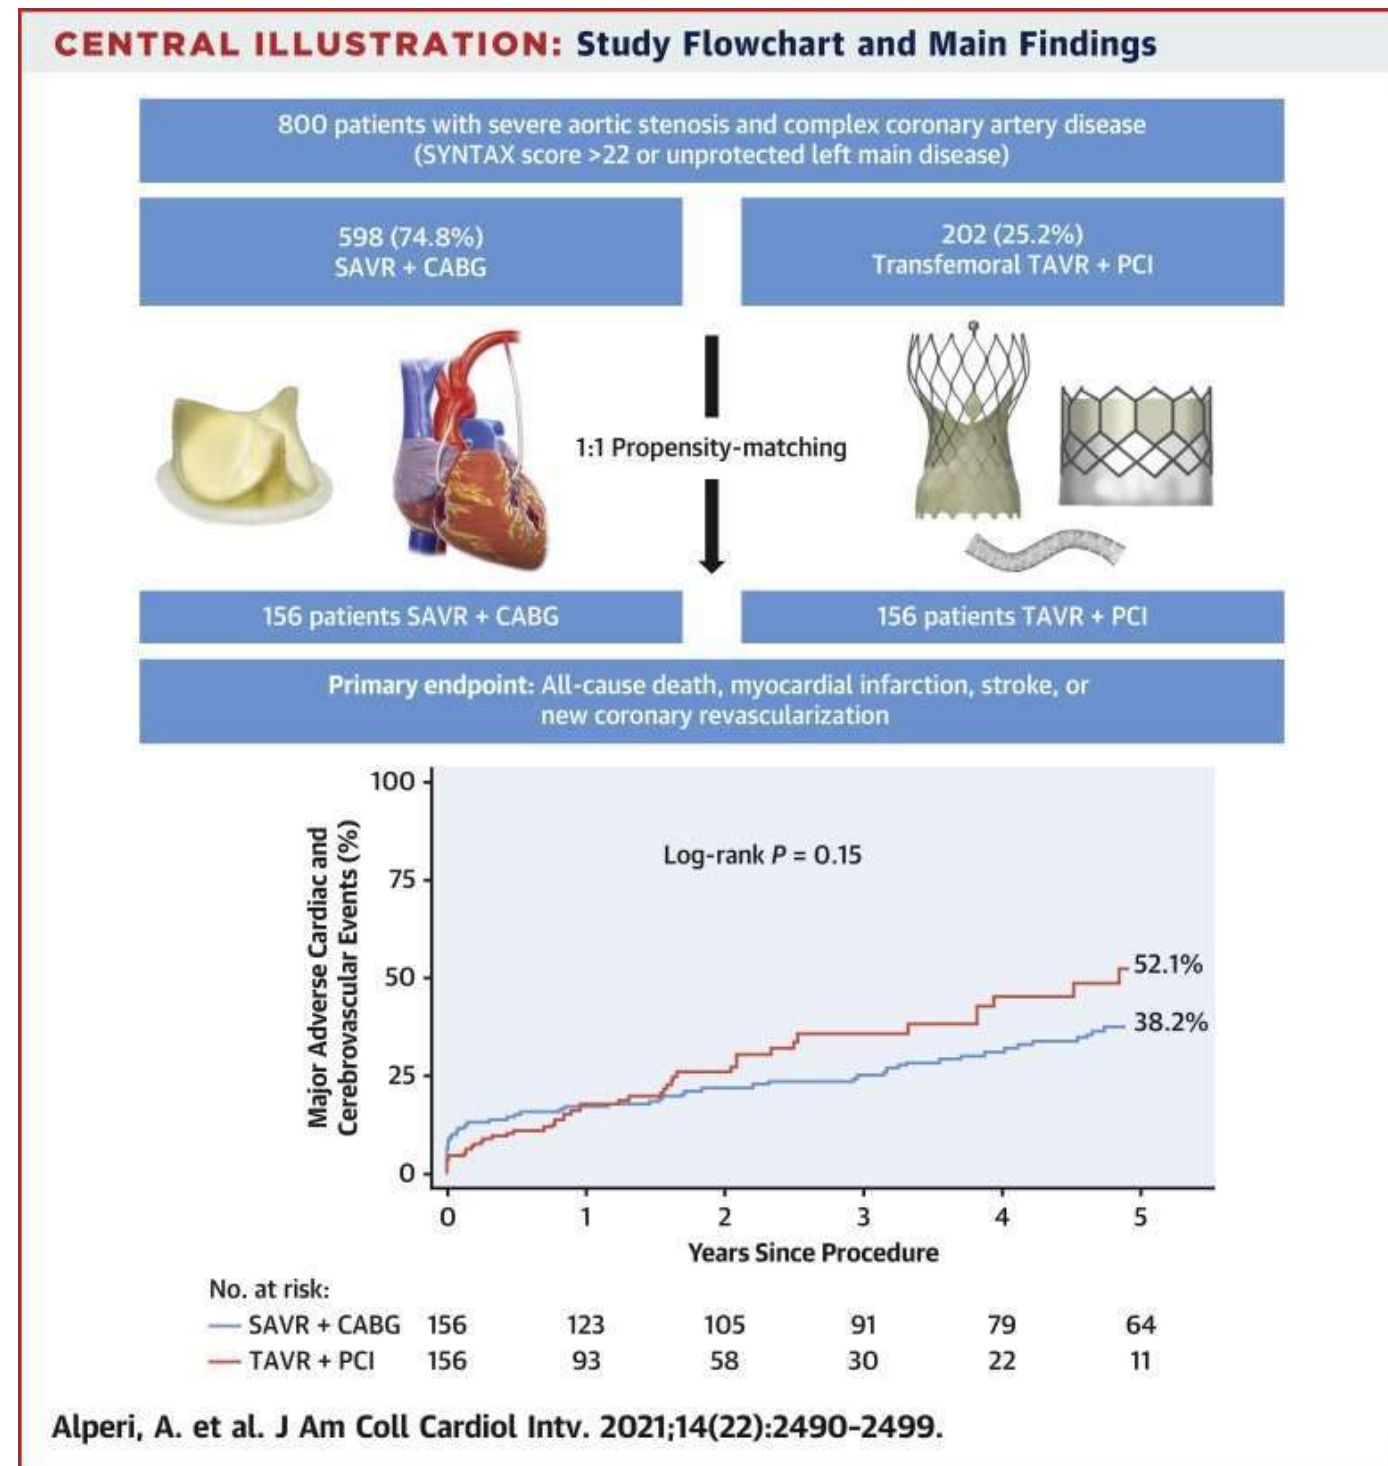 CENTRAL ILLUSTRATION: Study Flowchart and Main Findings
800 patients with severe aortic stenosis and complex coronary artery disease
(SYNTAX score >22 or unprotected left main disease)
598 (74.8%)
SAVR + CABG
202 (25.2%)
Transfemoral TAVR + PCI
1:1 Propensity-matching
156 patients SAVR + CABG
156 patients TAVR + PCI
Primary endpoint: All-cause death, myocardial infarction, stroke, or
new coronary revascularization
Major Adverse Cardiac and
Cerebrovascular Events (%)
100
75
50
25
0
Log-rank P = 0.15
52.1%
38.2%
0 1 2 3 4 5
Years Since Procedure
No. at risk:
SAVR + CABG 156 123 105 91 79 64
TAVR + PCI 156 93 58 30 22 11
Alperi, A. et al. J Am Coll Cardiol Intv. 2021;14(22):2490–2499.